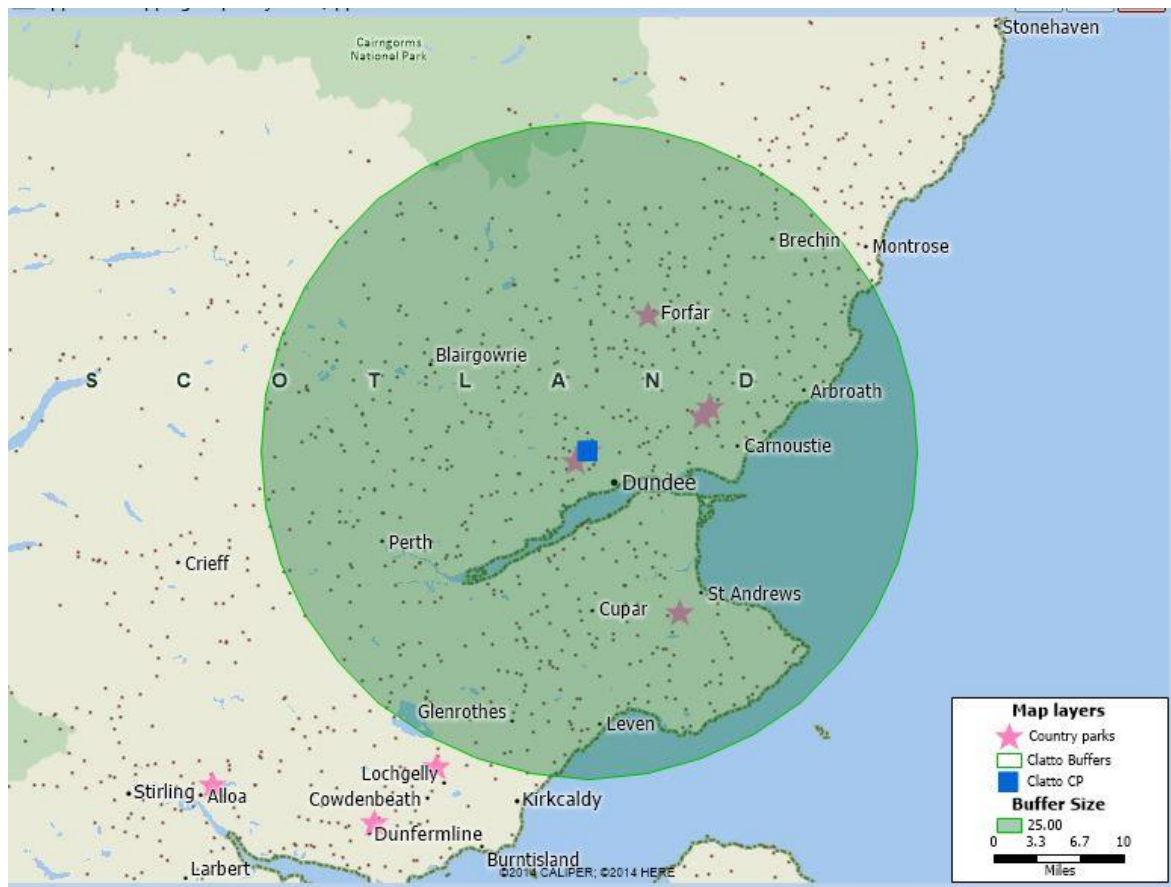 Stonehaven
Cairngorms
National Park
Brechin
Montrose
Forfar
Blairgowrie
S C O T L A N D
Arbroath
Carnoustie
Dundee
Perth
Crieff
St Andrews
Cupar
Glenrothes
Leven
Lochgelly
Stirling
Alloa
Cowdenbeath
Kirkcaldy
Dunfermline
Burntisland
Larbert
©2014 CALIPER; ©2014 HERE
Map layers
Country parks
Clatto Buffers
Clatto CP
Buffer Size
25.00
0 3.3 6.7 10
Miles